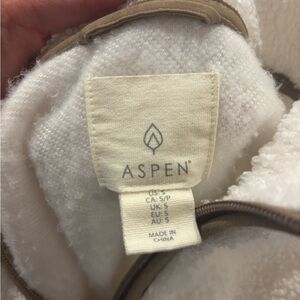 ASPEN®
US: S
CA: S/P
UK: S
EU: S
AU: S
MADE IN
CHINA